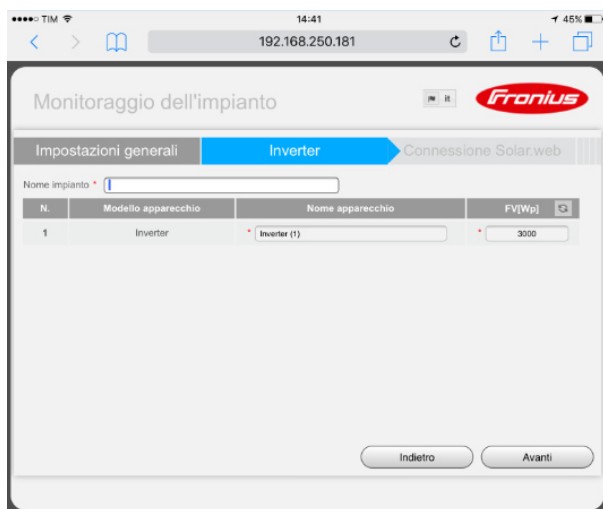 TIM 14:41 45%
192.168.250.181
Monitoraggio dell'impianto it Fronius
Impostazioni generali Inverter Connessione Solar.web
Nome impianto *
N. Modello apparecchio Nome apparecchio FV[Wp]
1 Inverter * Inverter (1) * 3000
Indietro Avanti